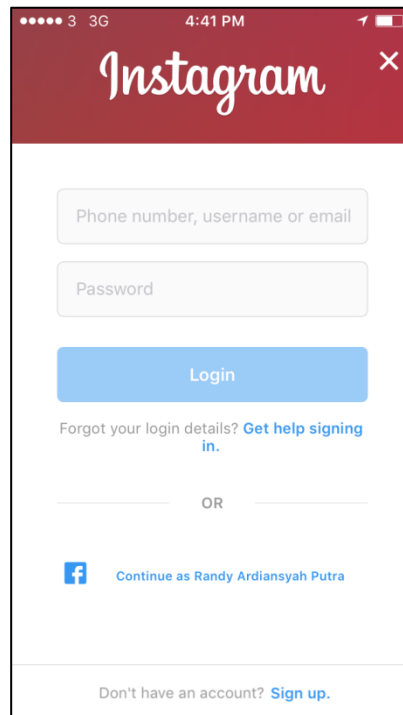 3 3G 4:41 PM
Instagram
Phone number, username or email
Password
Login
Forgot your login details? Get help signing
in.
OR
Continue as Randy Ardiansyah Putra
Don't have an account? Sign up.